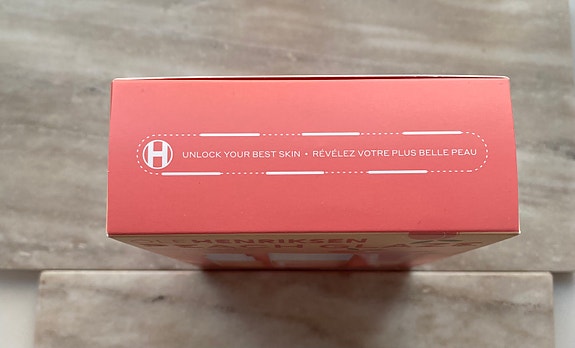 H UNLOCK YOUR BEST SKIN • RÉVÉLEZ VOTRE PLUS BELLE PEAU
HENRIKSEN